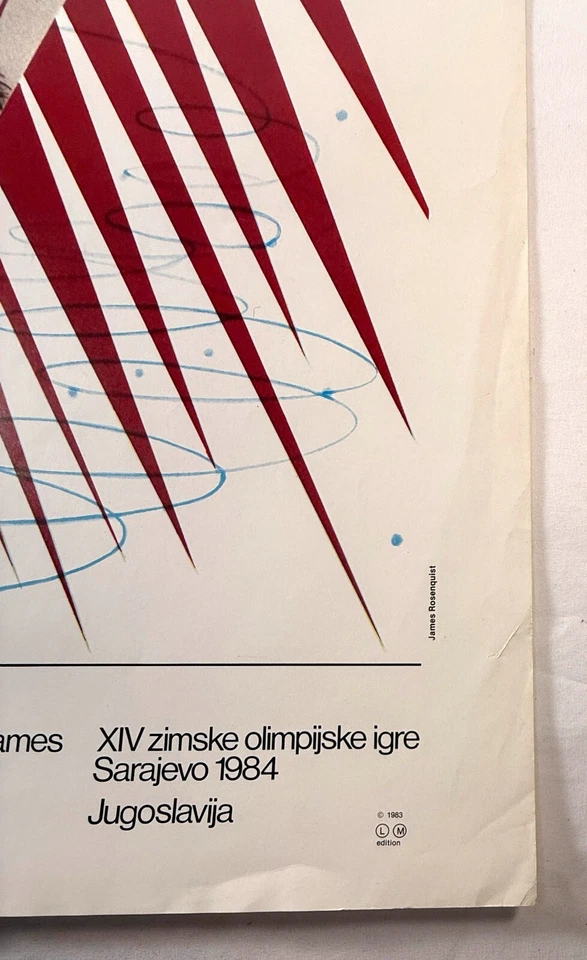 James Rosenquist
ames
XIV zimske olimpijske igre
Sarajevo 1984
Jugoslavija
© 1983
L M
edition